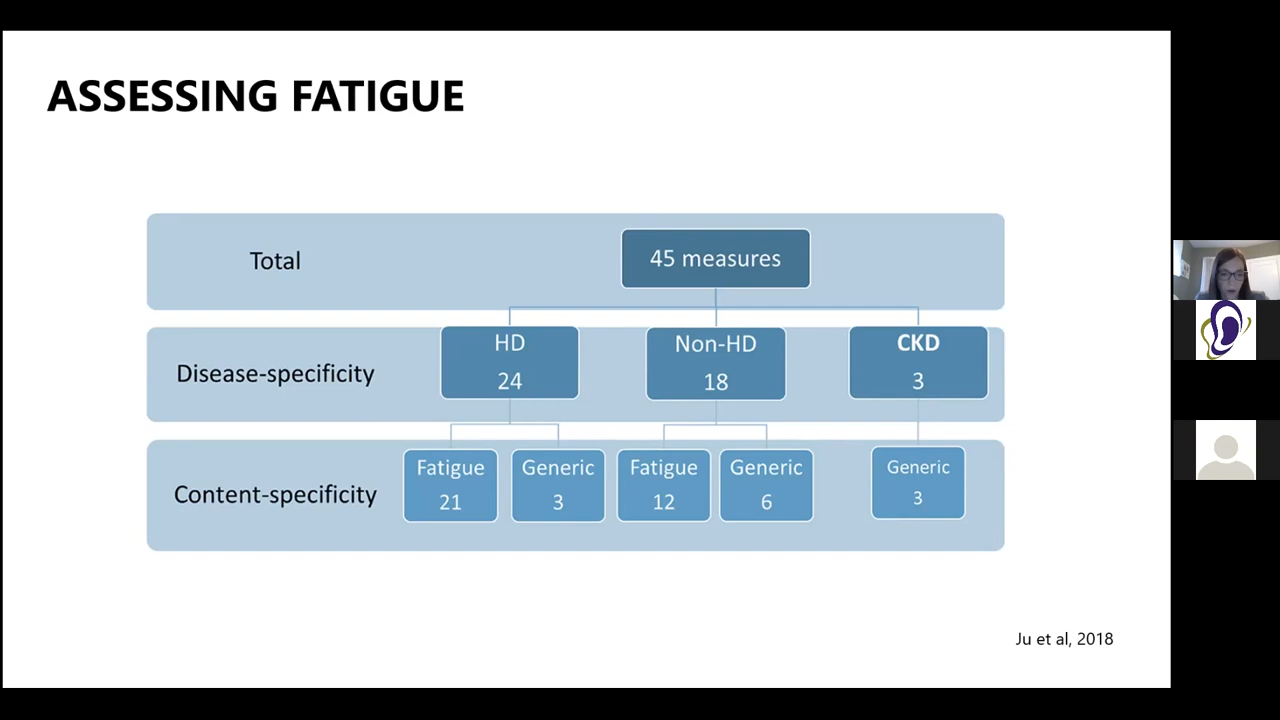 ASSESSING FATIGUE
Total
45 measures
Disease-specificity
HD
24
Non-HD
18
CKD
3
Content-specificity
Fatigue
21
Generic
3
Fatigue
12
Generic
6
Generic
3
Ju et al, 2018